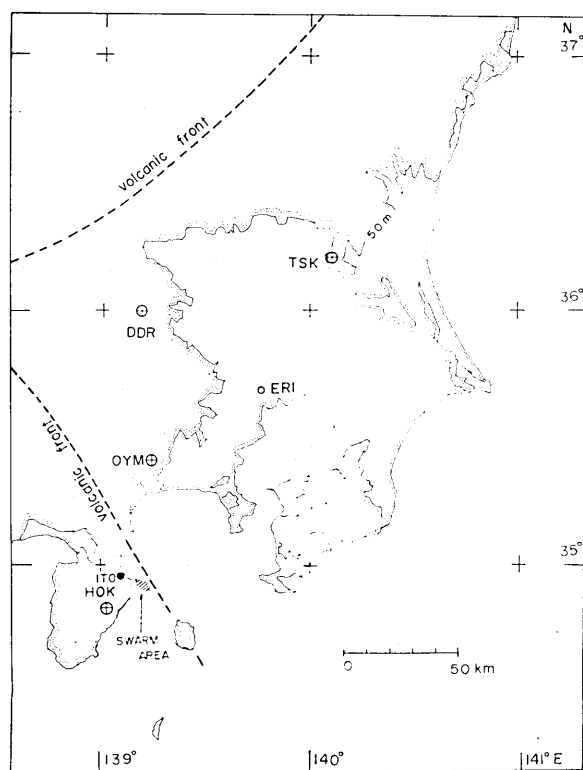 N
37°
volcanic front
50m
TSK
36°
DDR
ERI
volcanic front
OYM
35°
ITO
HOK
SWARM
AREA
0 50 km
139° 140° 141° E